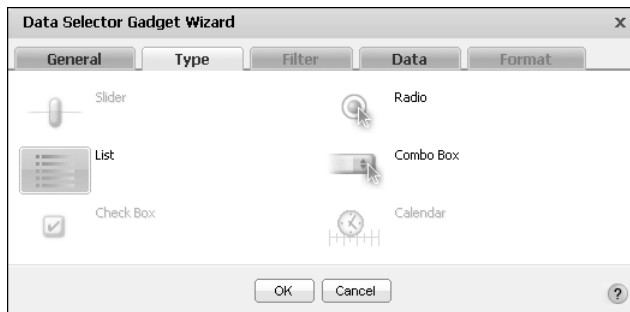 Data Selector Gadget Wizard x
General Type Filter Data Format
Slider Radio
List Combo Box
Check Box Calendar
OK Cancel ?